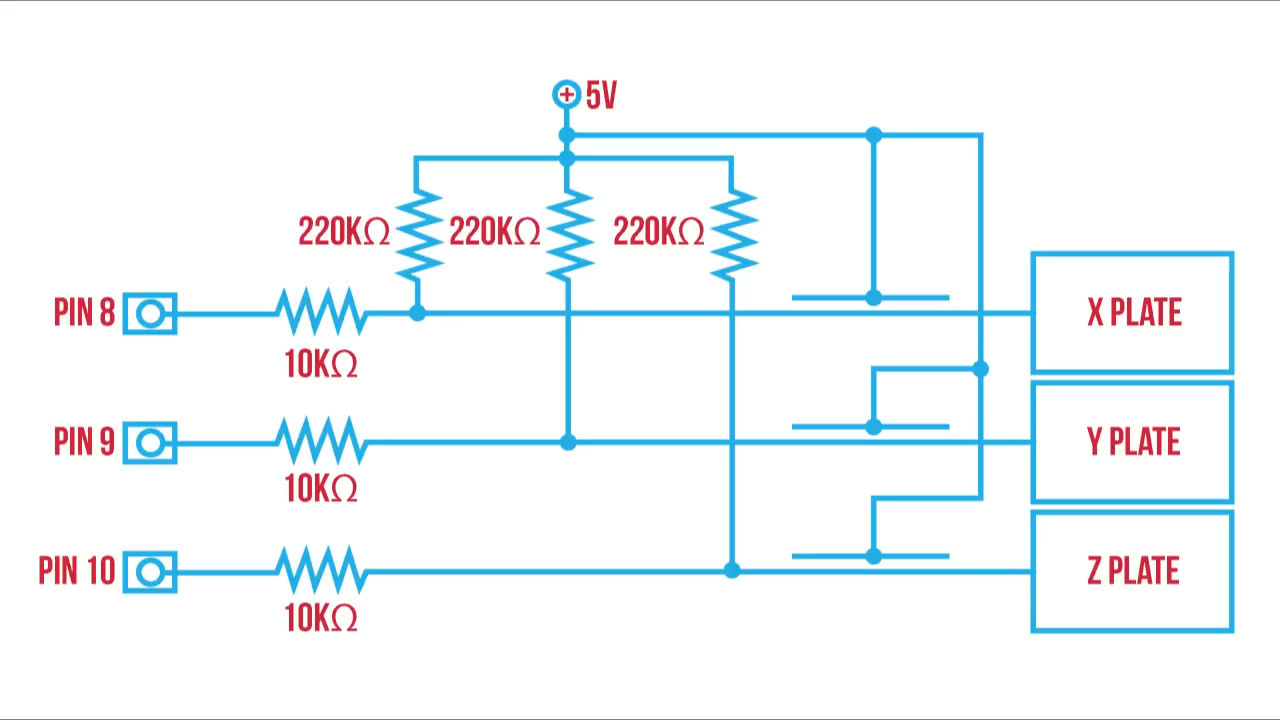 5V
220KΩ 220KΩ 220KΩ
PIN 8
X PLATE
10KΩ
PIN 9
Y PLATE
10KΩ
PIN 10
Z PLATE
10KΩ